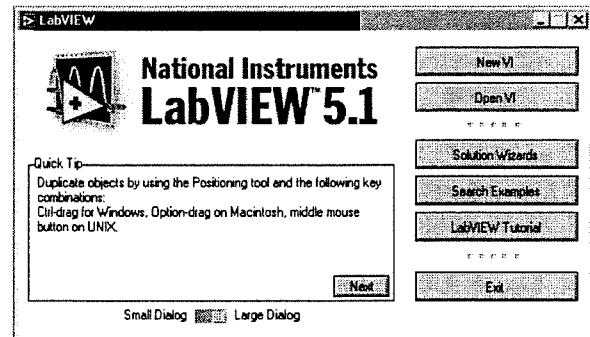 LabVIEW
National Instruments
LabVIEW™5.1
Quick Tip
Duplicate objects by using the Positioning tool and the following key
combinations:
Ctrl-drag for Windows, Option-drag on Macintosh, middle mouse
button on UNIX.
Next
Small Dialog Large Dialog
New VI
Open VI
Solution Wizards
Search Examples
LabVIEW Tutorial
Exit